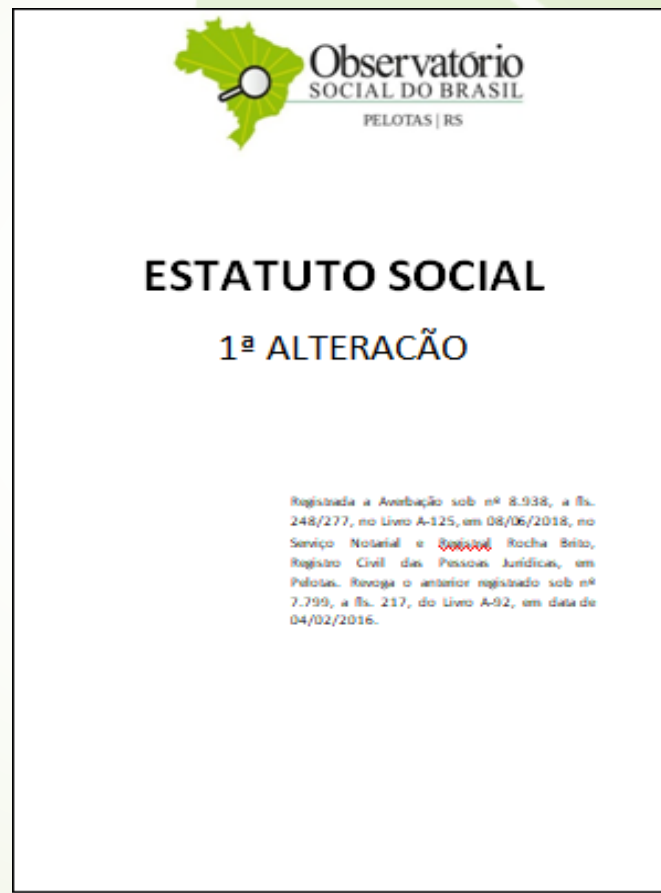 Observatório
SOCIAL DO BRASIL
PELOTAS | RS
ESTATUTO SOCIAL
1ª ALTERACÃO
Registrada a Averbação sob nº 8.938, a fls.
248/277, no Livro A-125, em 08/06/2018, no
Serviço Notarial e Registral Rocha Brito,
Registro Civil das Pessoas Jurídicas, em
Pelotas. Revoga o anterior registrado sob nº
7.799, a fls. 217, do Livro A-92, em data de
04/02/2016.